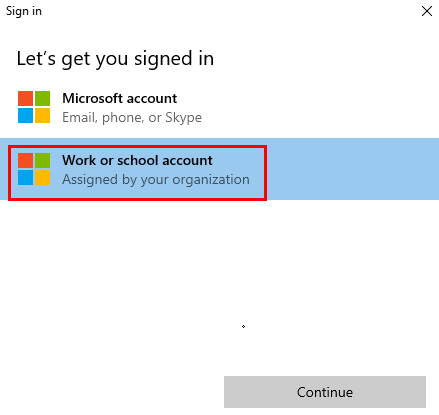 Sign in
Let’s get you signed in
Microsoft account
Email, phone, or Skype
Work or school account
Assigned by your organization
Continue